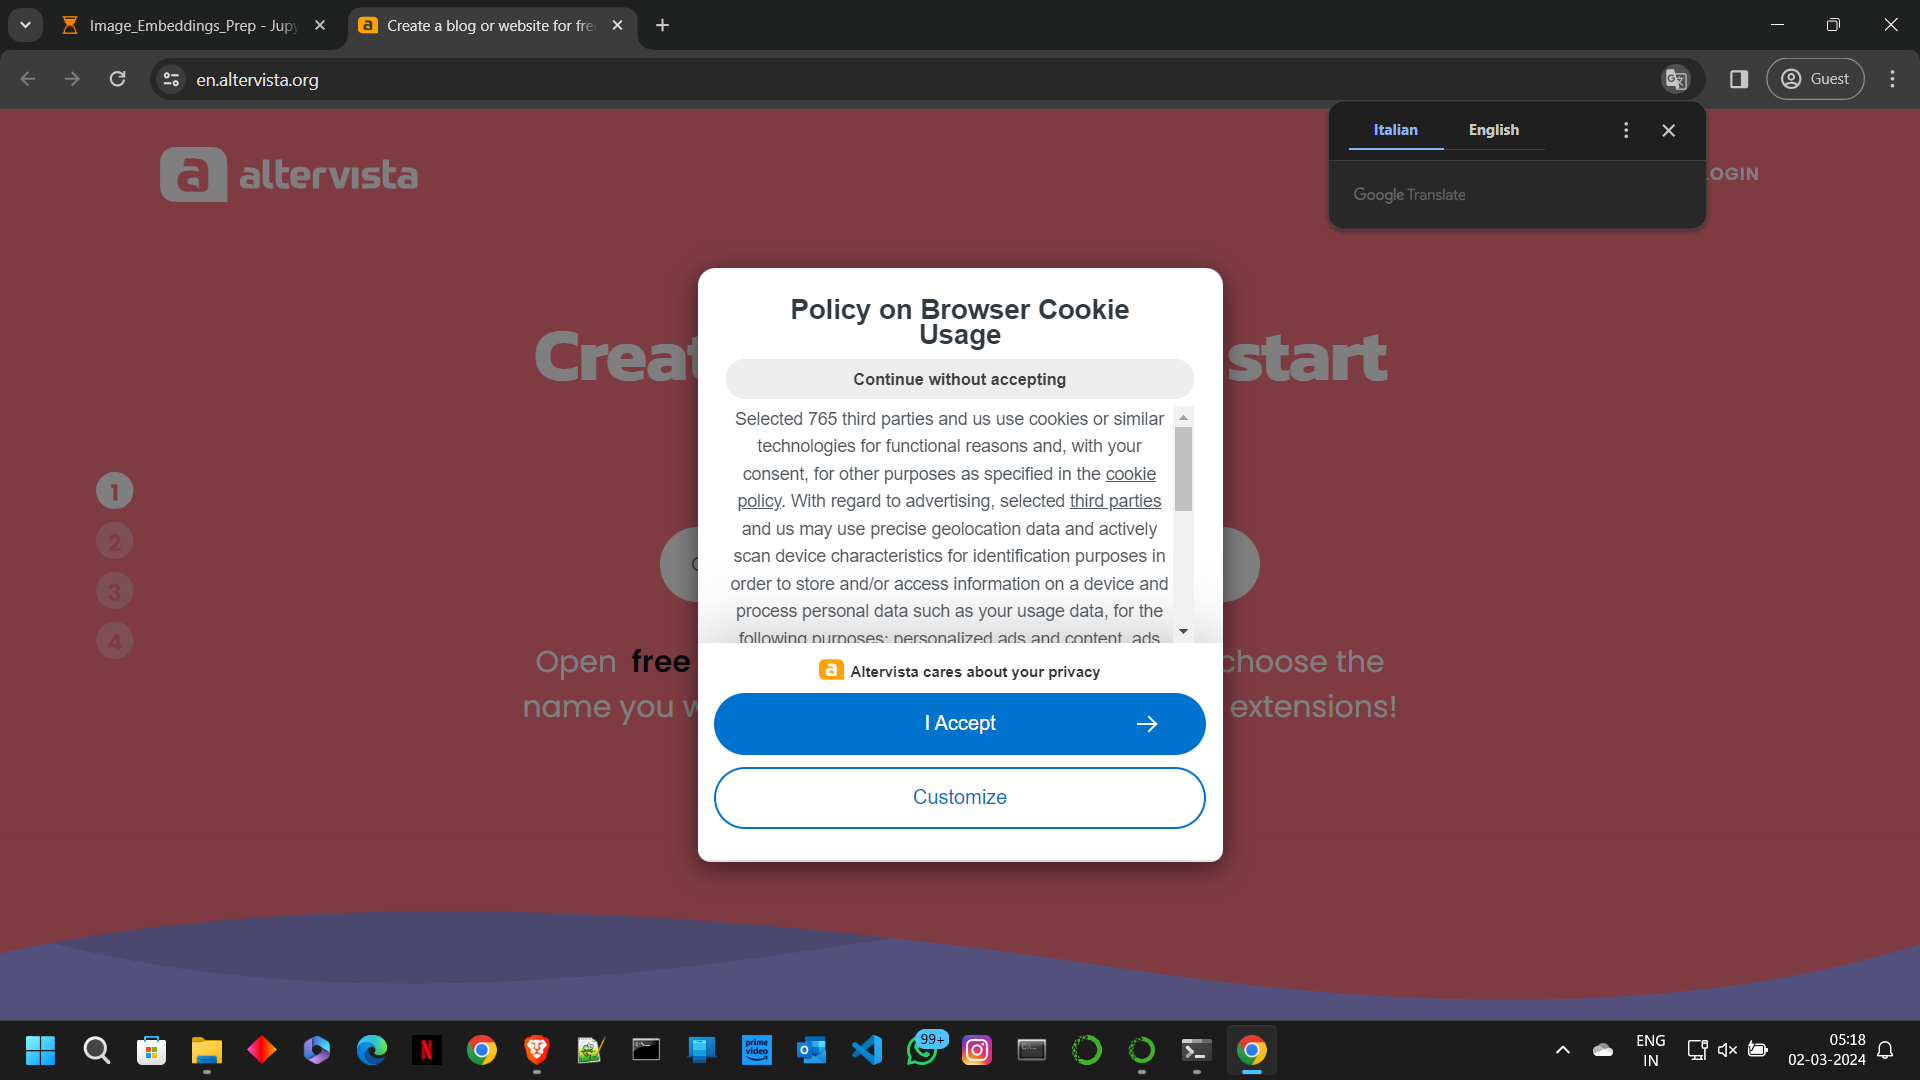 Image_Embeddings_Prep - Jupy
Create a blog or website for free
en.altervista.org
Guest
Italian
English
Google Translate
altervista
LOGIN
Policy on Browser Cookie
Usage
Continue without accepting
Selected 765 third parties and us use cookies or similar
technologies for functional reasons and, with your
consent, for other purposes as specified in the cookie
policy. With regard to advertising, selected third parties
and us may use precise geolocation data and actively
scan device characteristics for identification purposes in
order to store and/or access information on a device and
process personal data such as your usage data, for the
following purposes: personalized ads and content, ads
Altervista cares about your privacy
I Accept
Customize
Creat
start
1
2
3
4
Open free
choose the
name you w
extensions!
prime
video
99+
ENG
IN
05:18
02-03-2024